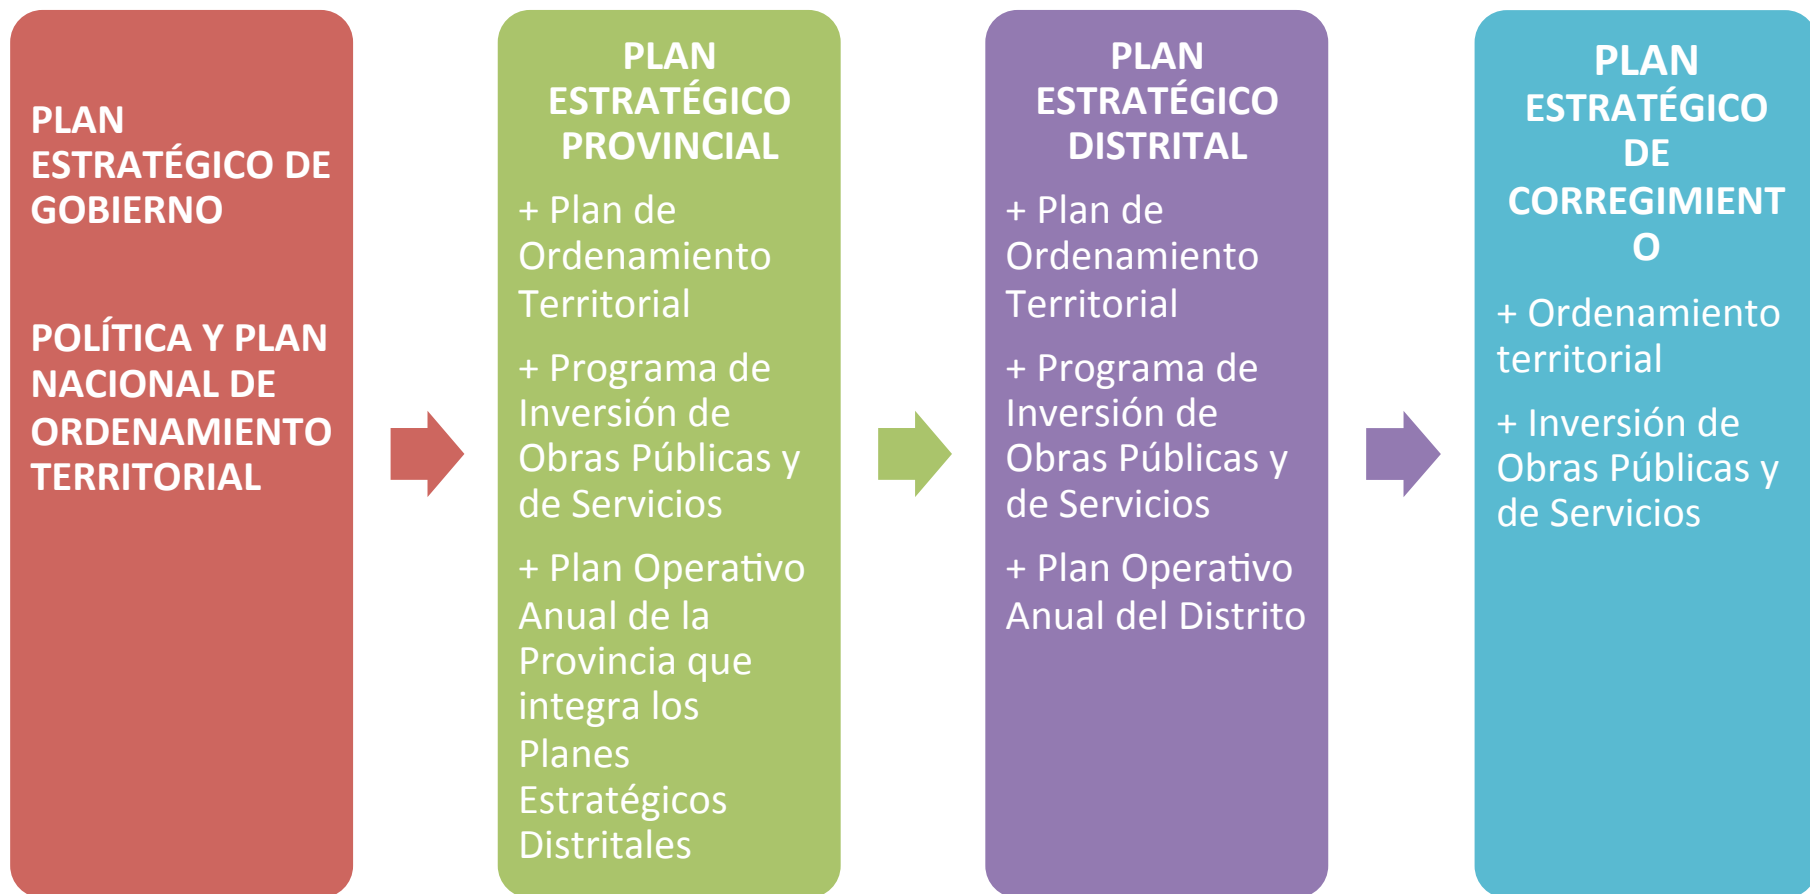 PLAN
ESTRATÉGICO DE
GOBIERNO
POLÍTICA Y PLAN
NACIONAL DE
ORDENAMIENTO
TERRITORIAL
PLAN
ESTRATÉGICO
PROVINCIAL
+ Plan de
Ordenamiento
Territorial
+ Programa de
Inversión de
Obras Públicas y
de Servicios
+ Plan Operativo
Anual de la
Provincia que
integra los
Planes
Estratégicos
Distritales
PLAN
ESTRATÉGICO
DISTRITAL
+ Plan de
Ordenamiento
Territorial
+ Programa de
Inversión de
Obras Públicas y
de Servicios
+ Plan Operativo
Anual del Distrito
PLAN
ESTRATÉGICO
DE
CORREGIMIENT
O
+ Ordenamiento
territorial
+ Inversión de
Obras Públicas y
de Servicios